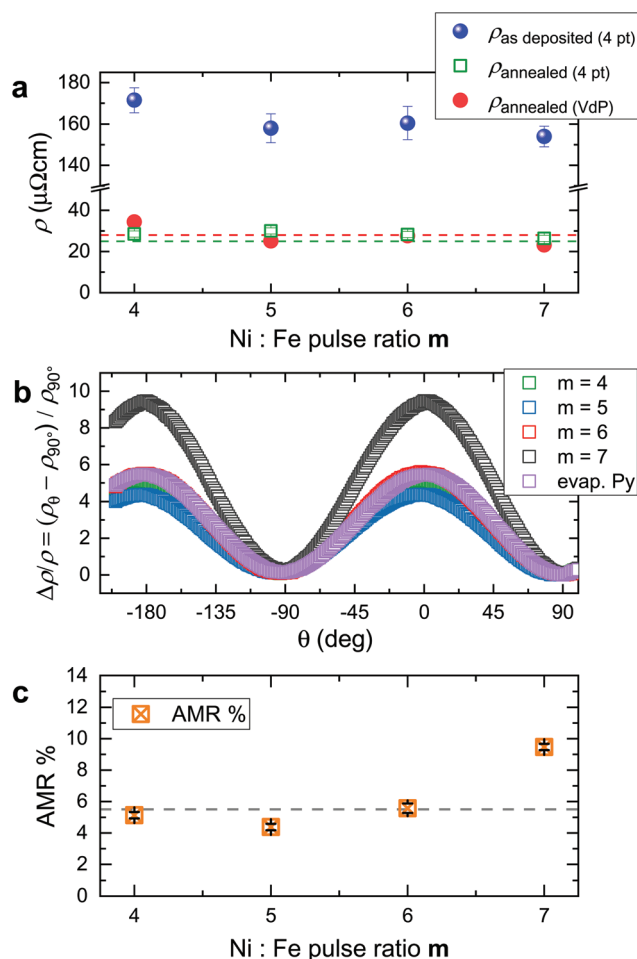 ρas deposited (4 pt)
ρannealed (4 pt)
ρannealed (VdP)
a
180
160
140
40
20
0
ρ (μΩcm)
4 5 6 7
Ni : Fe pulse ratio m
b
10
8
6
4
2
0
Δρ/ρ = (ρθ − ρ90°) / ρ90°
m = 4
m = 5
m = 6
m = 7
evap. Py
-180 -135 -90 -45 0 45 90
θ (deg)
c
14
12
10
8
6
4
2
0
AMR %
AMR %
4 5 6 7
Ni : Fe pulse ratio m